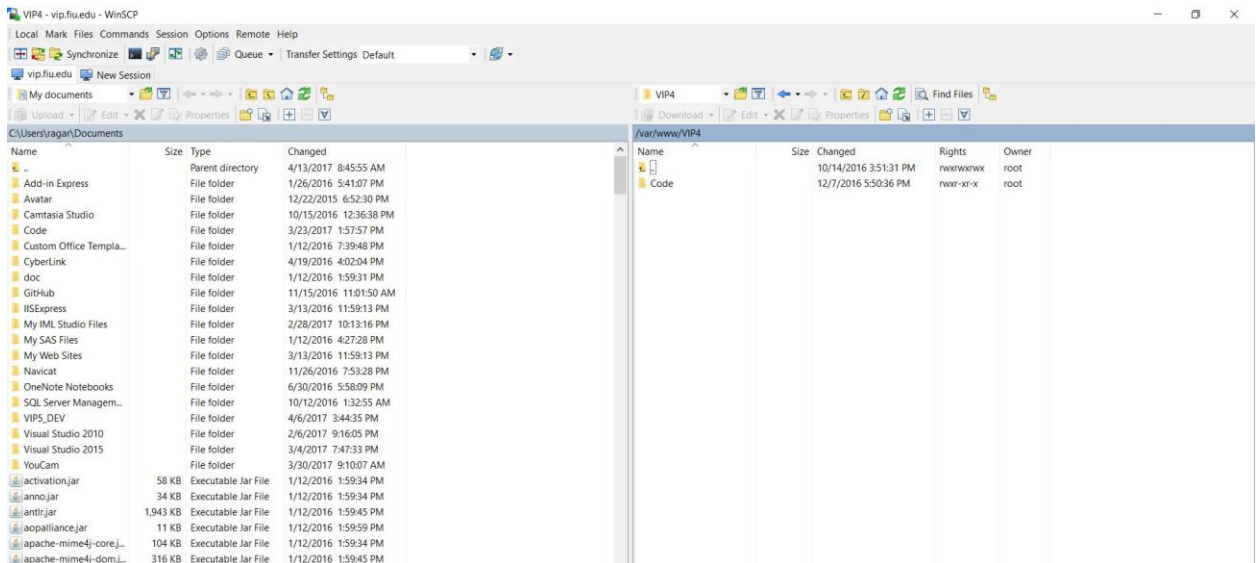 VIP4 - vip.fiu.edu - WinSCP
Local Mark Files Commands Session Options Remote Help
Synchronize Queue Transfer Settings Default
vip.fiu.edu New Session
My documents
Upload Edit Properties
C:\Users\ragar\Documents
Name Size Type Changed
.. Parent directory 4/13/2017 8:45:55 AM
Add-in Express File folder 1/26/2016 5:41:07 PM
Avatar File folder 12/22/2015 6:52:30 PM
Camtasia Studio File folder 10/15/2016 12:36:38 PM
Code File folder 3/23/2017 1:57:57 PM
Custom Office Templa... File folder 1/12/2016 7:39:48 PM
CyberLink File folder 4/19/2016 4:02:04 PM
doc File folder 1/12/2016 1:59:31 PM
GitHub File folder 11/15/2016 11:01:50 AM
IISExpress File folder 3/13/2016 11:59:13 PM
My IML Studio Files File folder 2/28/2017 10:13:16 PM
My SAS Files File folder 1/12/2016 4:27:28 PM
My Web Sites File folder 3/13/2016 11:59:13 PM
Navicat File folder 11/26/2016 7:53:28 PM
OneNote Notebooks File folder 6/30/2016 5:58:09 PM
SQL Server Managem... File folder 10/12/2016 1:32:55 AM
VIP5_DEV File folder 4/6/2017 3:44:35 PM
Visual Studio 2010 File folder 2/6/2017 9:16:05 PM
Visual Studio 2015 File folder 3/4/2017 7:47:33 PM
YouCam File folder 3/30/2017 9:10:07 AM
activation.jar 58 KB Executable Jar File 1/12/2016 1:59:34 PM
anno.jar 34 KB Executable Jar File 1/12/2016 1:59:34 PM
antlr.jar 1,943 KB Executable Jar File 1/12/2016 1:59:45 PM
aopalliance.jar 11 KB Executable Jar File 1/12/2016 1:59:59 PM
apache-mime4j-core.j... 104 KB Executable Jar File 1/12/2016 1:59:34 PM
apache-mime4j-dom.j... 316 KB Executable Jar File 1/12/2016 1:59:45 PM
VIP4 Find Files
Download Edit Properties
/var/www/VIP4
Name Size Changed Rights Owner
.. 10/14/2016 3:51:31 PM rwxrwxrwx root
Code 12/7/2016 5:50:36 PM rwxr-xr-x root